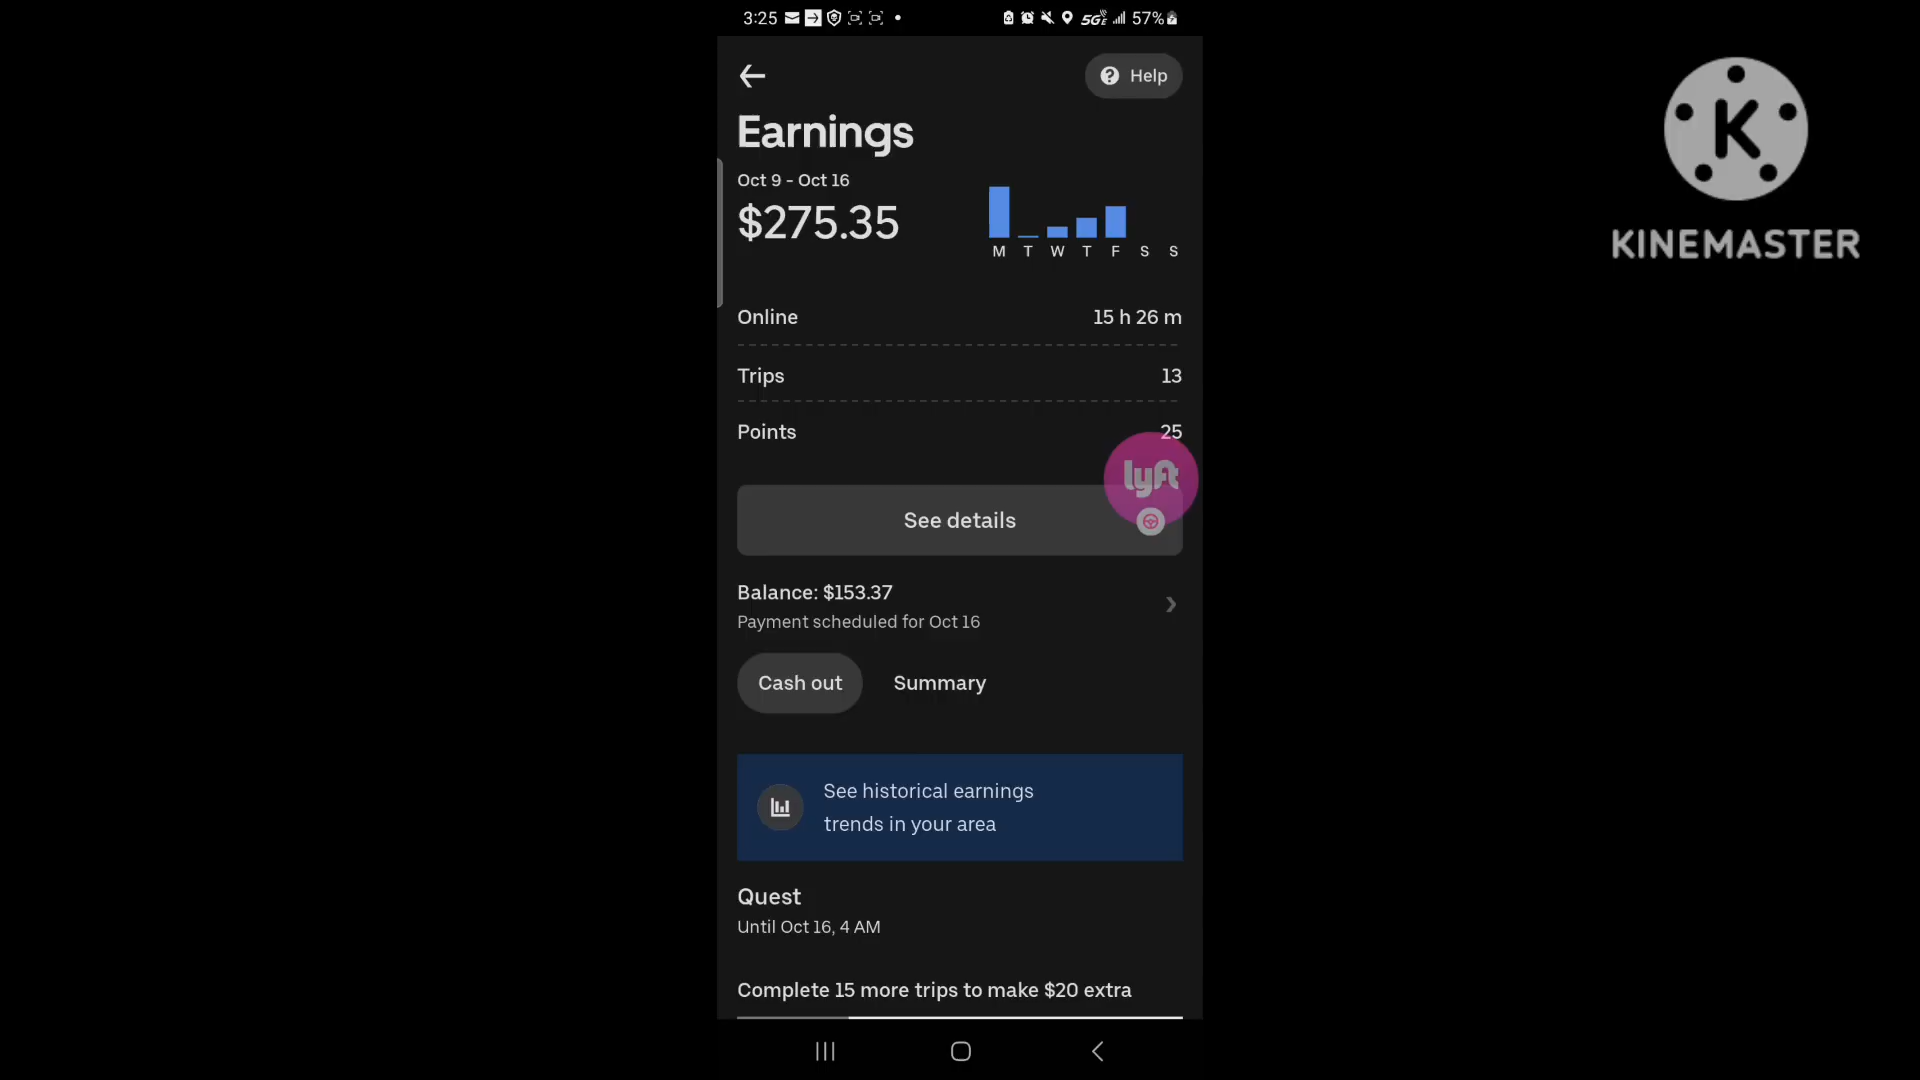 3:25
5GE
57%
Help
Earnings
Oct 9 - Oct 16
$275.35
M T W T F S S
Online 15 h 26 m
Trips 13
Points 25
lyft
See details
Balance: $153.37
Payment scheduled for Oct 16
Cash out Summary
See historical earnings
trends in your area
Quest
Until Oct 16, 4 AM
Complete 15 more trips to make $20 extra
K
KINEMASTER